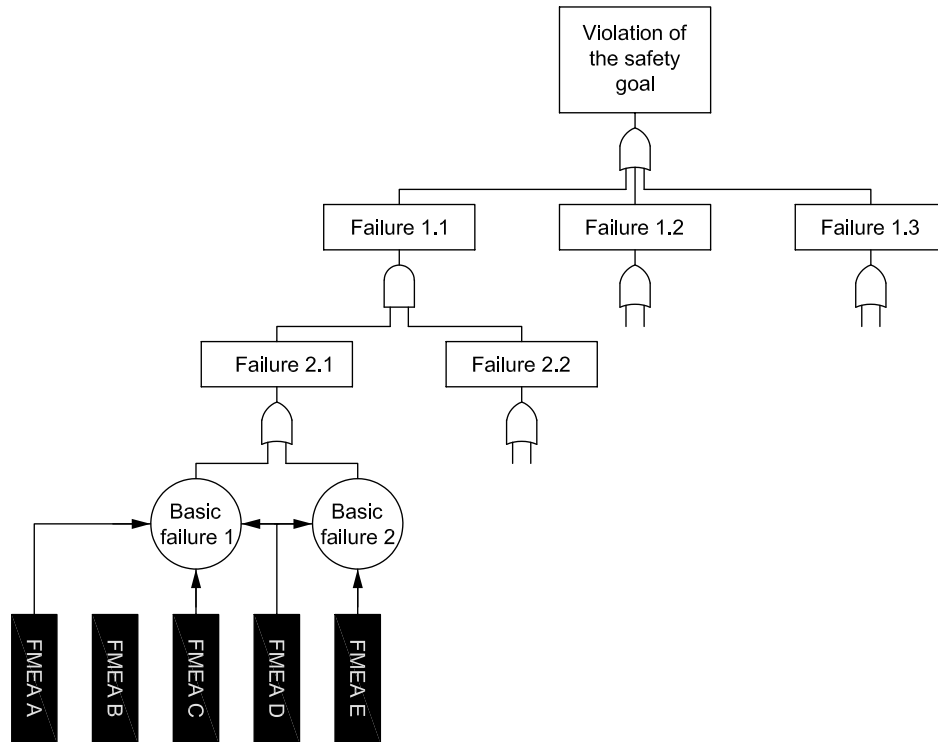 Violation of
the safety
goal
Failure 1.1
Failure 1.2
Failure 1.3
Failure 2.1
Failure 2.2
Basic
failure 1
Basic
failure 2
FMEA A
FMEA B
FMEA C
FMEA D
FMEA E